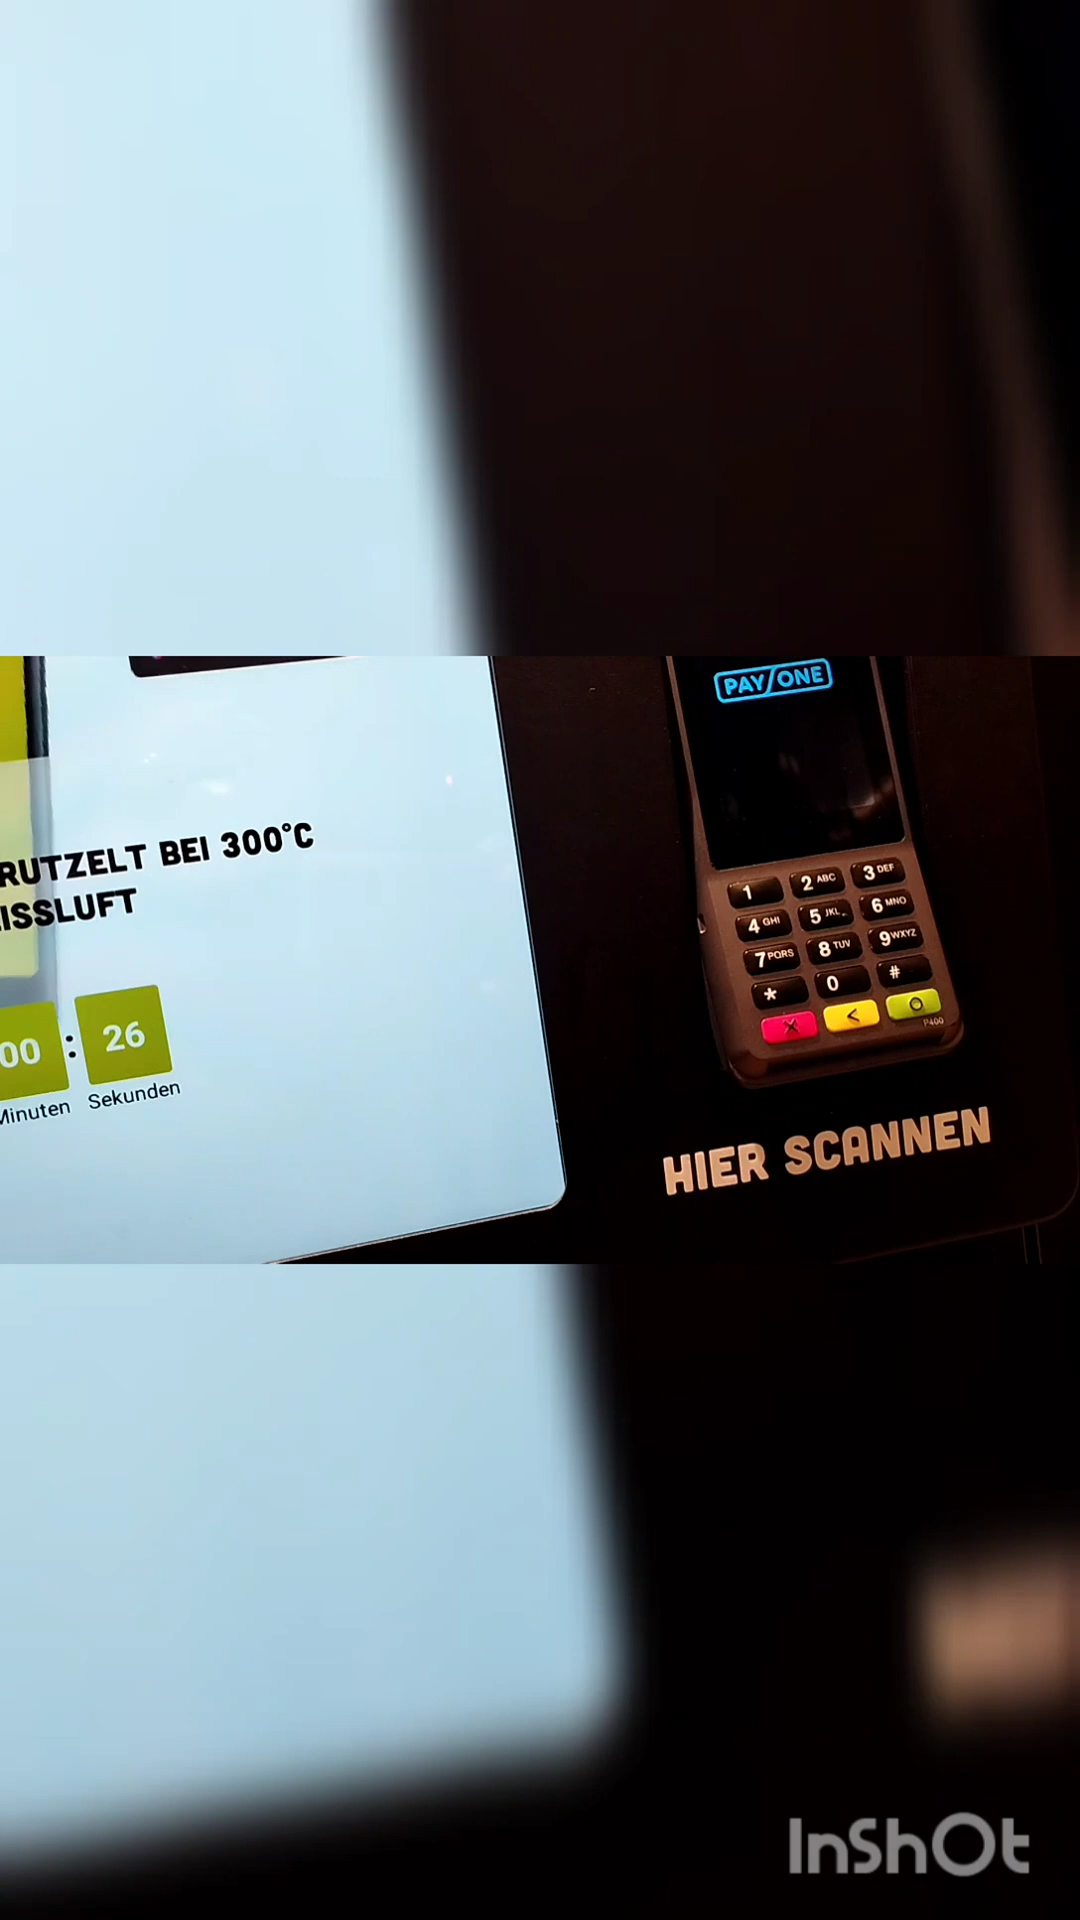 RUTZELT BEI 300°C
ISSLUFT
00 : 26
Minuten Sekunden
PAY/ONE
1 2 ABC 3 DEF
4 GHI 5 JKL 6 MNO
7 PQRS 8 TUV 9 WXYZ
* 0 #
X < O
P400
HIER SCANNEN
InShOt